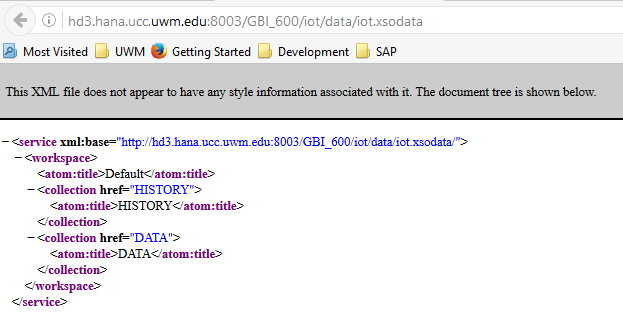 hd3.hana.ucc.uwm.edu:8003/GBI_600/iot/data/iot.xsodata
Most Visited UWM Getting Started Development SAP
This XML file does not appear to have any style information associated with it. The document tree is shown below.
−<service xml:base="http://hd3.hana.ucc.uwm.edu:8003/GBI_600/iot/data/iot.xsodata/">
−<workspace>
<atom:title>Default</atom:title>
−<collection href="HISTORY">
<atom:title>HISTORY</atom:title>
</collection>
−<collection href="DATA">
<atom:title>DATA</atom:title>
</collection>
</workspace>
</service>